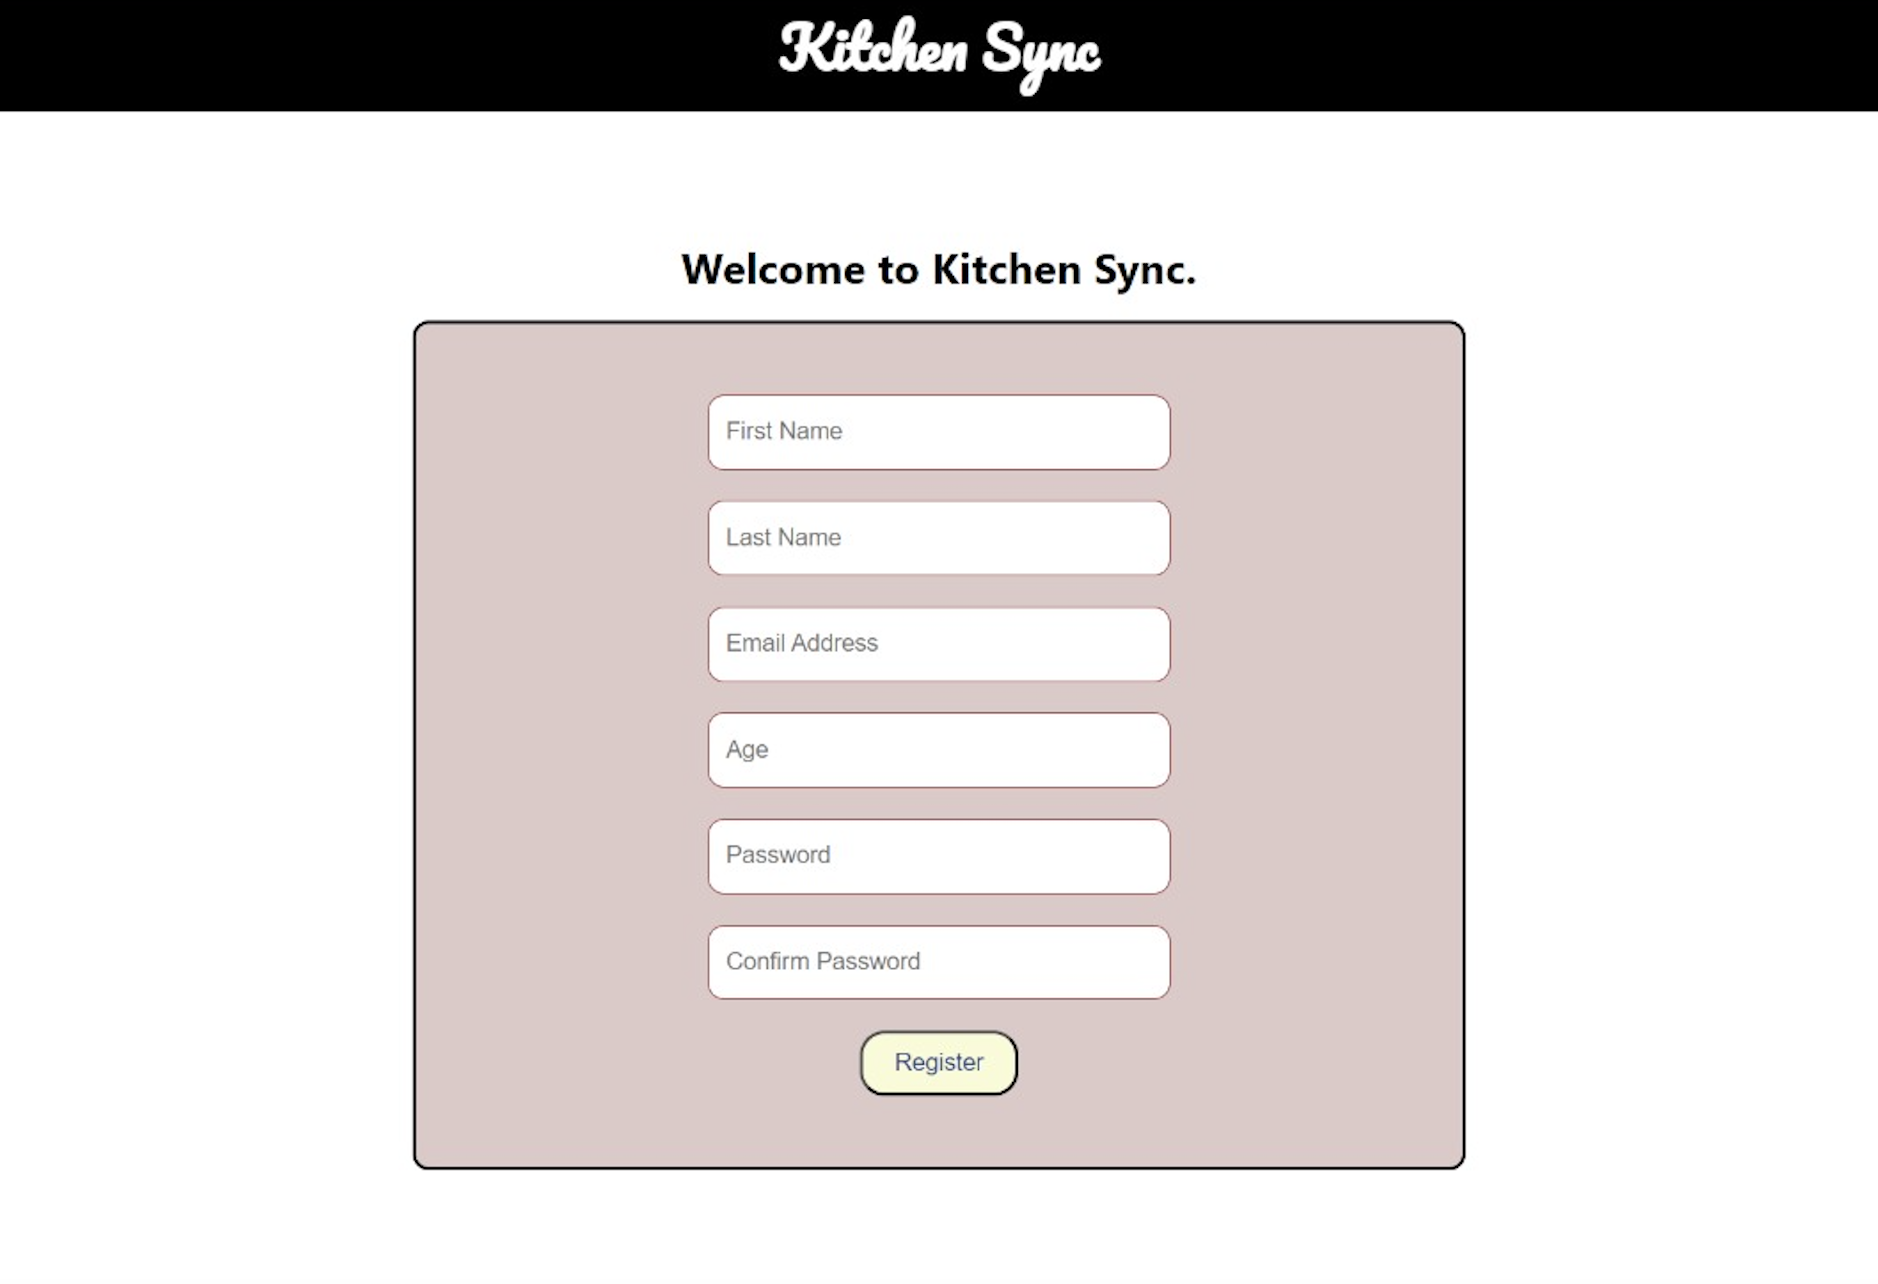 Kitchen Sync
Welcome to Kitchen Sync.
First Name
Last Name
Email Address
Age
Password
Confirm Password
Register